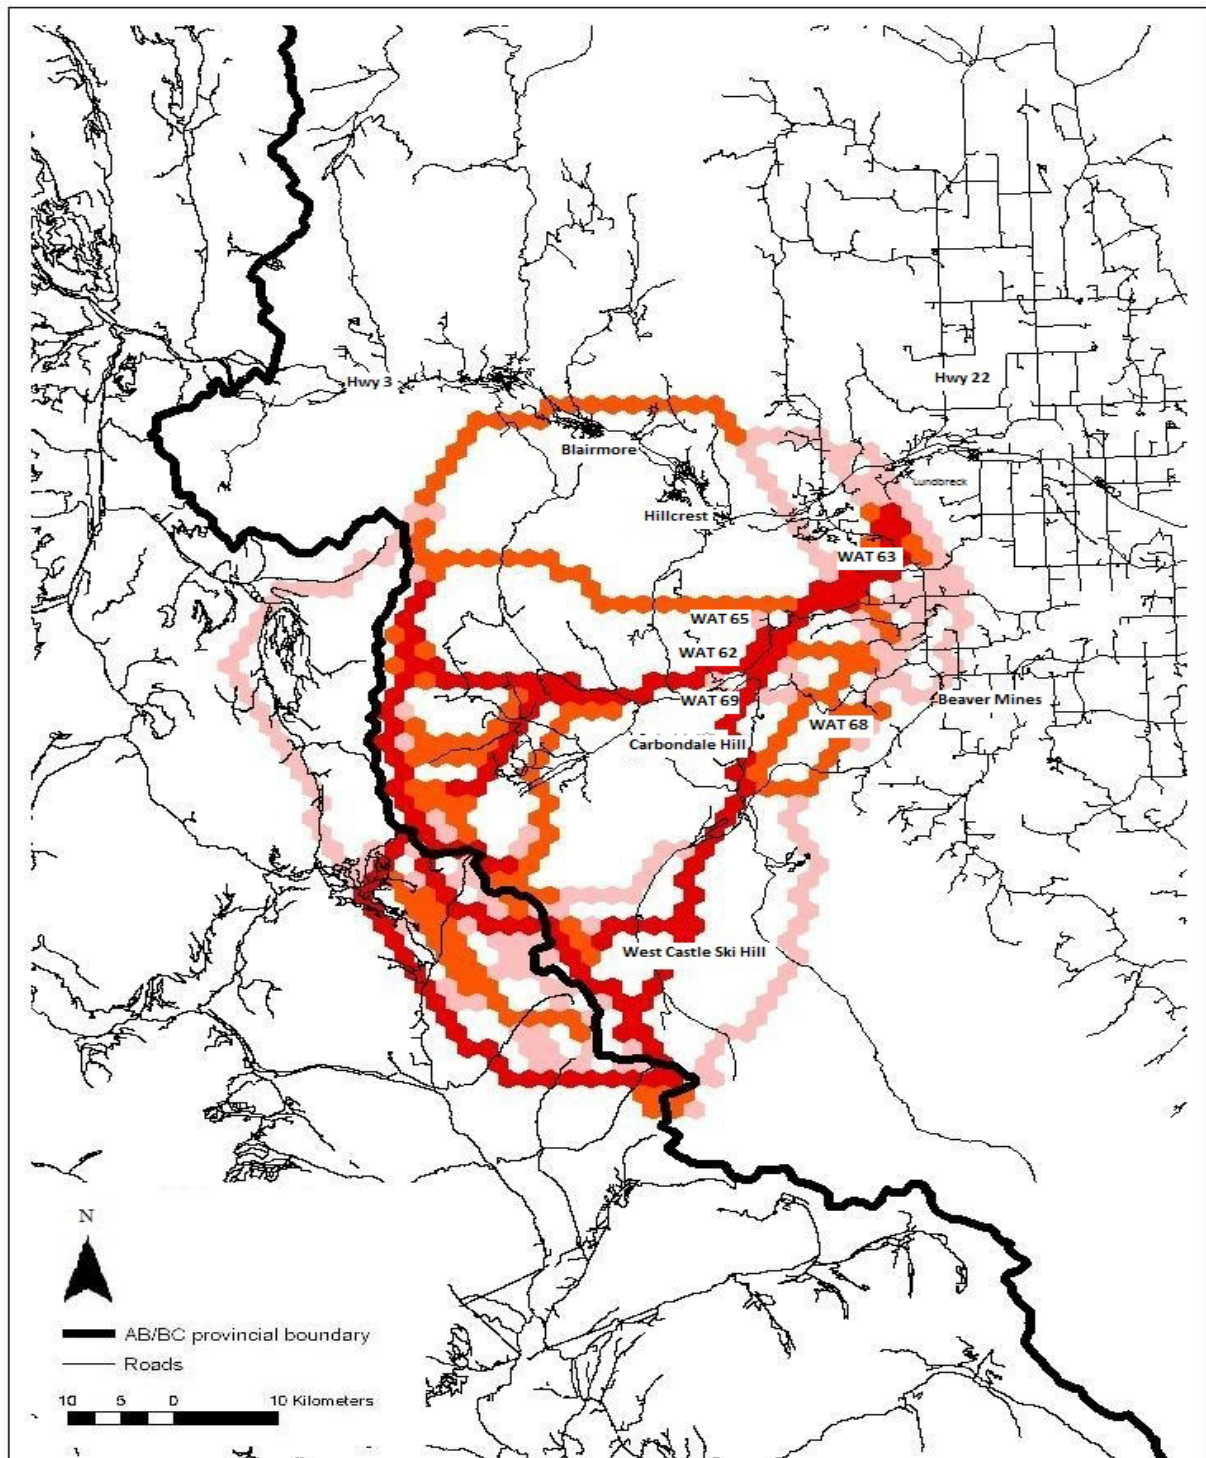 Hwy 3
Hwy 22
Blairmore
Lundbreck
Hillcrest
WAT 63
WAT 65
WAT 62
WAT 69
Beaver Mines
WAT 68
Carbondale Hill
West Castle Ski Hill
N
AB/BC provincial boundary
Roads
10 5 0 10 Kilometers